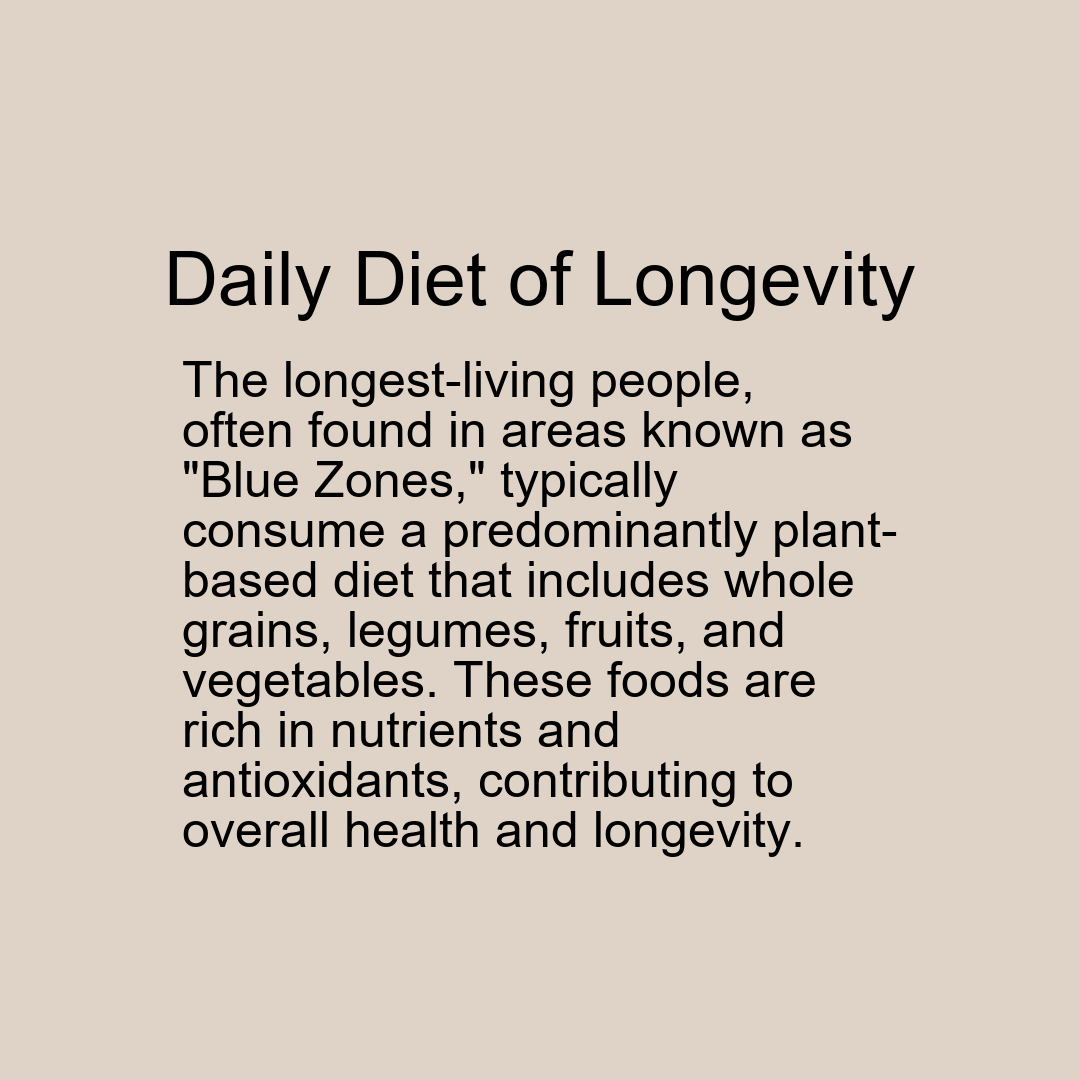 Daily Diet of Longevity
The longest-living people,
often found in areas known as
"Blue Zones," typically
consume a predominantly plant-
based diet that includes whole
grains, legumes, fruits, and
vegetables. These foods are
rich in nutrients and
antioxidants, contributing to
overall health and longevity.